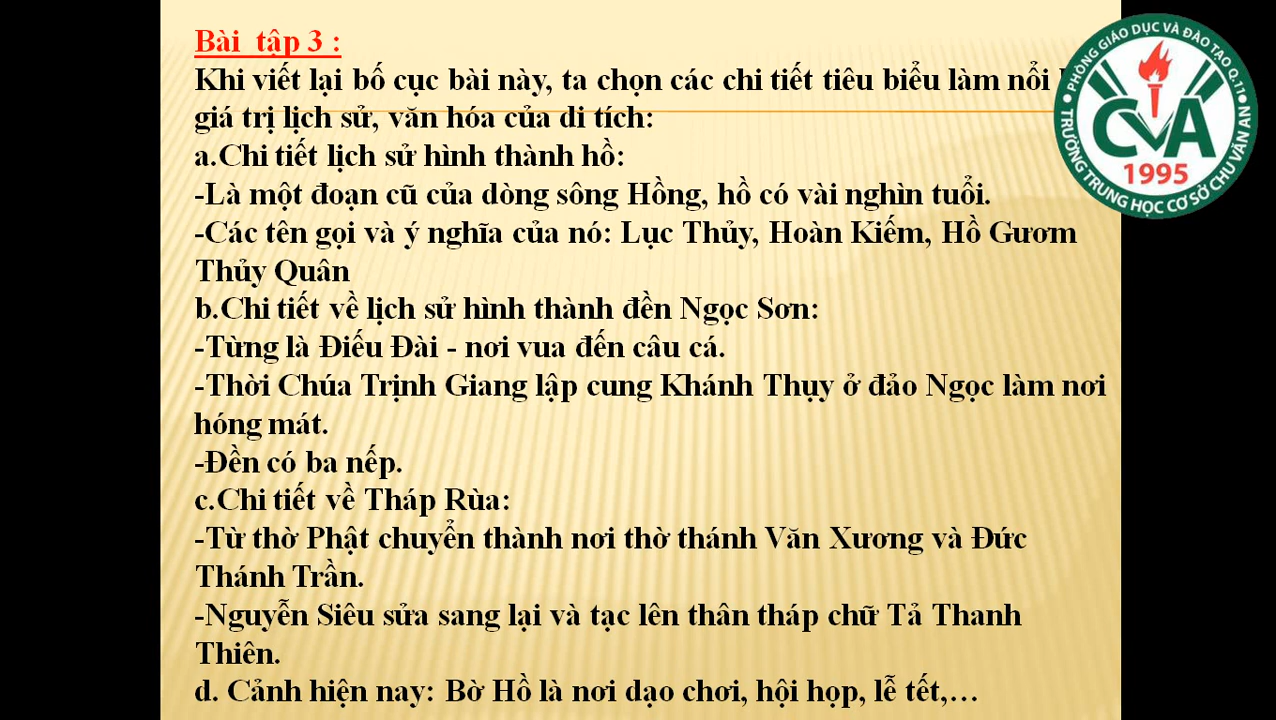 Bài tập 3 :
Khi viết lại bố cục bài này, ta chọn các chi tiết tiêu biểu làm nổi
giá trị lịch sử, văn hóa của di tích:
a.Chi tiết lịch sử hình thành hồ:
-Là một đoạn cũ của dòng sông Hồng, hồ có vài nghìn tuổi.
-Các tên gọi và ý nghĩa của nó: Lục Thủy, Hoàn Kiếm, Hồ Gươm
Thủy Quân
b.Chi tiết về lịch sử hình thành đền Ngọc Sơn:
-Từng là Điếu Đài - nơi vua đến câu cá.
-Thời Chúa Trịnh Giang lập cung Khánh Thụy ở đảo Ngọc làm nơi
hóng mát.
-Đền có ba nếp.
c.Chi tiết về Tháp Rùa:
-Từ thờ Phật chuyển thành nơi thờ thánh Văn Xương và Đức
Thánh Trần.
-Nguyễn Siêu sửa sang lại và tạc lên thân tháp chữ Tả Thanh
Thiên.
d. Cảnh hiện nay: Bờ Hồ là nơi dạo chơi, hội họp, lễ tết,…
PHÒNG GIÁO DỤC VÀ ĐÀO TẠO Q.11
CVA
1995
TRƯỜNG TRUNG HỌC CƠ SỞ CHU VĂN AN